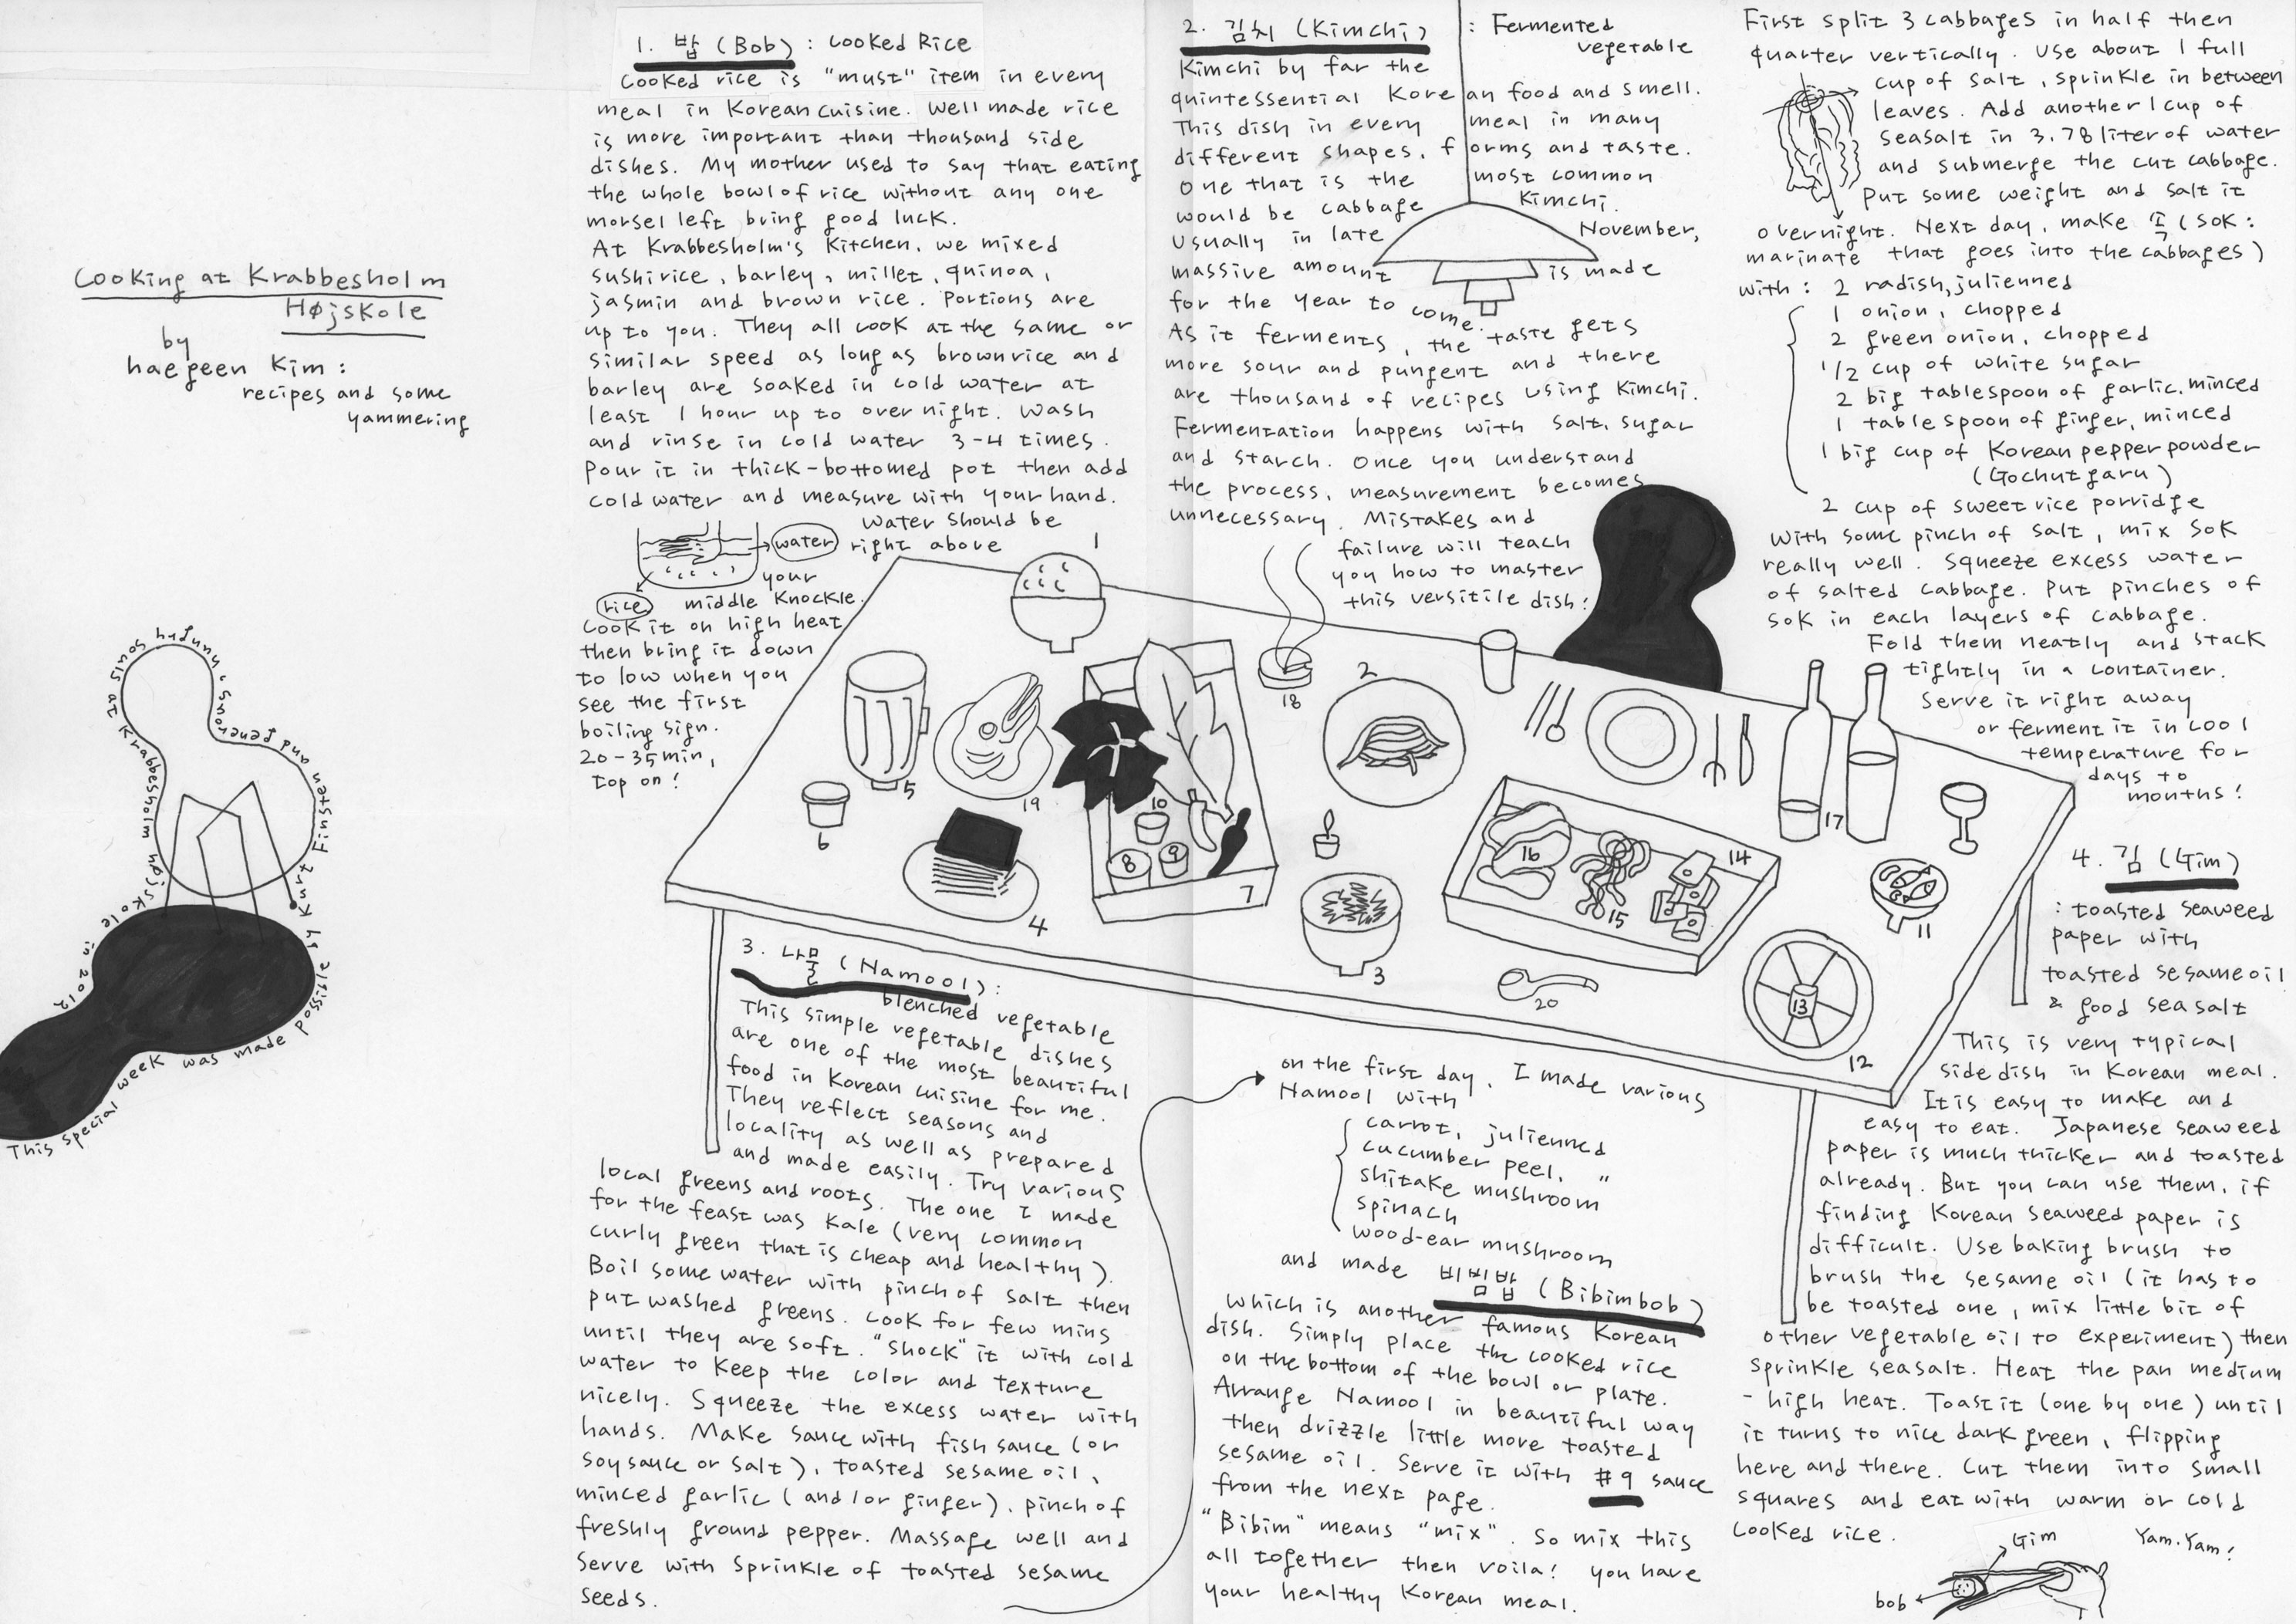 Cooking at Krabbesholm
Højskole
by
haegeen Kim:
recipes and some
yammering
This special week was made possible by Kurt Finsten and generous, hungry souls at Krabbesholm Højskole in 2012
1. 밥 (Bob) : Cooked Rice
Cooked rice is "must" item in every
meal in Korean cuisine. Well made rice
is more important than thousand side
dishes. My mother used to say that eating
the whole bowl of rice without any one
morsel left bring good luck.
At Krabbesholm's Kitchen, we mixed
sushi rice, barley, millet, quinoa,
jasmin and brown rice. Portions are
up to you. They all cook at the same or
similar speed as long as brown rice and
barley are soaked in cold water at
least 1 hour up to over night. Wash
and rinse in cold water 3-4 times.
Pour it in thick-bottomed pot then add
cold water and measure with your hand.
water
rice
Water should be
right above
your
middle Knockle.
Cook it on high heat
then bring it down
to low when you
see the first
boiling sign.
20-35 min,
top on!
2. 김치 (Kimchi) : Fermented
vegetable
Kimchi by far the
quintessential Korean food and smell.
This dish in every meal in many
different shapes, forms and taste.
One that is the most common
would be cabbage Kimchi.
Usually in late November,
massive amount is made
for the year to come.
As it ferments, the taste gets
more sour and pungent and there
are thousand of recipes using Kimchi.
Fermentation happens with salt, sugar
and starch. Once you understand
the process, measurement becomes
unnecessary. Mistakes and
failure will teach
you how to master
this versitile dish!
First split 3 cabbages in half then
quarter vertically. Use about 1 full
cup of salt, sprinkle in between
leaves. Add another 1 cup of
seasalt in 3.78 liter of water
and submerge the cut cabbage.
Put some weight and salt it
overnight. Next day, make 속 (sok:
marinate that goes into the cabbages)
with: 2 radish, julienned
1 onion, chopped
2 green onion, chopped
1/2 cup of white sugar
2 big tablespoon of garlic, minced
1 tablespoon of ginger, minced
1 big cup of Korean pepper powder
(Gochutgaru)
2 cup of sweet rice porridge
With some pinch of salt, mix sok
really well. Squeeze excess water
of salted cabbage. Put pinches of
sok in each layers of cabbage.
Fold them neatly and stack
tightly in a container.
Serve it right away
or ferment it in cool
temperature for
days to
months!
1
2
3
4
5
6
7
8
9
10
11
12
13
14
15
16
17
18
19
20
3. 나물 (Namool):
blenched vegetable
This simple vegetable dishes
are one of the most beautiful
food in Korean cuisine for me.
They reflect seasons and
locality as well as prepared
and made easily. Try various
local greens and roots. The one I made
for the feast was Kale (very common
curly green that is cheap and healthy).
Boil some water with pinch of salt then
put washed greens. Cook for few mins
until they are soft. "Shock" it with cold
water to keep the color and texture
nicely. Squeeze the excess water with
hands. Make sauce with fish sauce (or
soysauce or salt), toasted sesame oil,
minced garlic (and/or ginger), pinch of
freshly ground pepper. Massage well and
serve with sprinkle of toasted sesame
seeds.
on the first day, I made various
Namool with
carrot, julienned
cucumber peel, "
shitake mushroom
spinach
wood-ear mushroom
and made 비빔밥 (Bibimbob)
which is another famous Korean
dish. Simply place the cooked rice
on the bottom of the bowl or plate.
Arrange Namool in beautiful way
then drizzle little more toasted
sesame oil. Serve it with #9 sauce
from the next page.
"Bibim" means "mix". So mix this
all together then voila! you have
your healthy Korean meal.
4. 김 (Gim)
: toasted seaweed
paper with
toasted sesame oil
& good sea salt
This is very typical
side dish in Korean meal.
It is easy to make and
easy to eat. Japanese seaweed
paper is much thicker and toasted
already. But you can use them, if
finding Korean seaweed paper is
difficult. Use baking brush to
brush the sesame oil (it has to
be toasted one, mix little bit of
other vegetable oil to experiment) then
sprinkle seasalt. Heat the pan medium
-high heat. Toast it (one by one) until
it turns to nice dark green, flipping
here and there. Cut them into small
squares and eat with warm or cold
cooked rice.
Gim
Yam.Yam!
bob